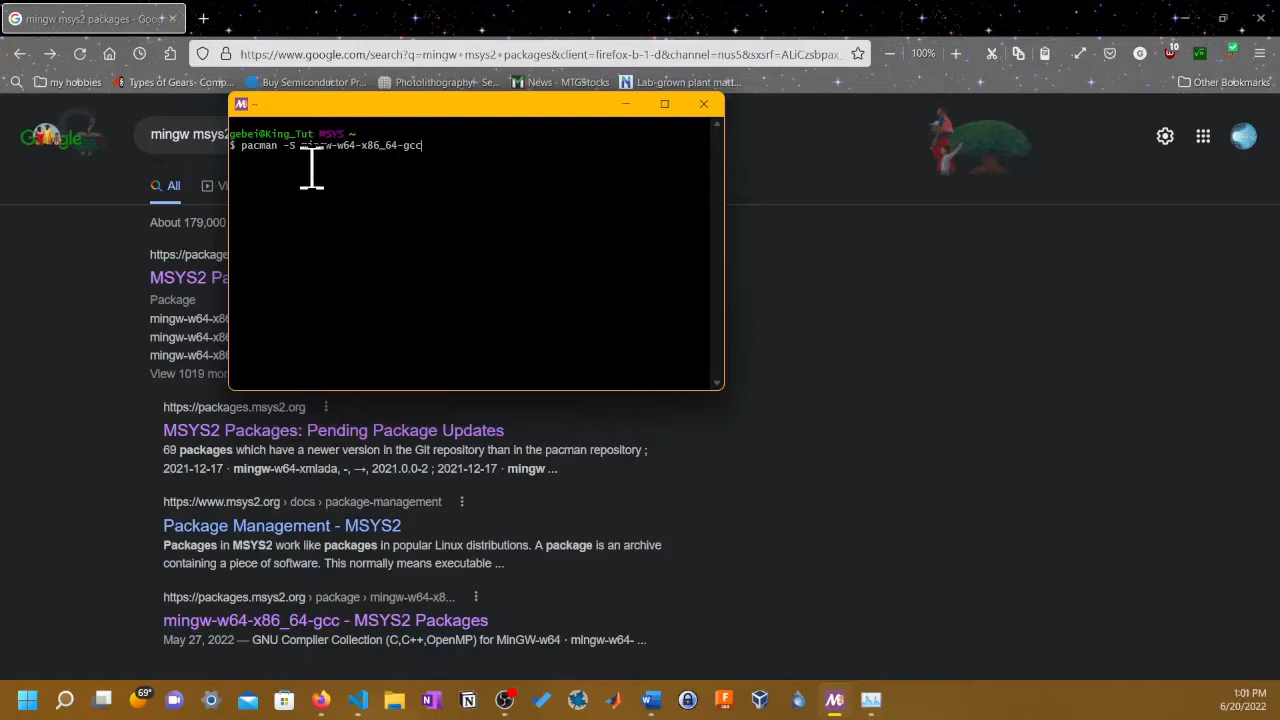 mingw msys2 packages - Goo
https://www.google.com/search?q=mingw+msys2+packages&client=firefox-b-1-d&channel=nus5&sxsrf=ALiCzsbpax_
100%
10
my hobbies
Types of Gears- Comp...
Buy Semiconductor Pr...
Photolithography- Se...
News - MTGStocks
Lab-grown plant matt...
Other Bookmarks
mingw msys2
All
Vi
About 179,000
https://package
MSYS2 Pa
Package
mingw-w64-x86
mingw-w64-x86
mingw-w64-x86
View 1019 mor
gebei@King_Tut MSYS ~
$ pacman -S mingw-w64-x86_64-gcc
https://packages.msys2.org
MSYS2 Packages: Pending Package Updates
69 packages which have a newer version in the Git repository than in the pacman repository ;
2021-12-17 · mingw-w64-xmlada, -, →, 2021.0.0-2 ; 2021-12-17 · mingw ...
https://www.msys2.org › docs › package-management
Package Management - MSYS2
Packages in MSYS2 work like packages in popular Linux distributions. A package is an archive
containing a piece of software. This normally means executable ...
https://packages.msys2.org › package › mingw-w64-x8...
mingw-w64-x86_64-gcc - MSYS2 Packages
May 27, 2022 — GNU Compiler Collection (C,C++,OpenMP) for MinGW-w64 · mingw-w64- ...
69°
1:01 PM
6/20/2022